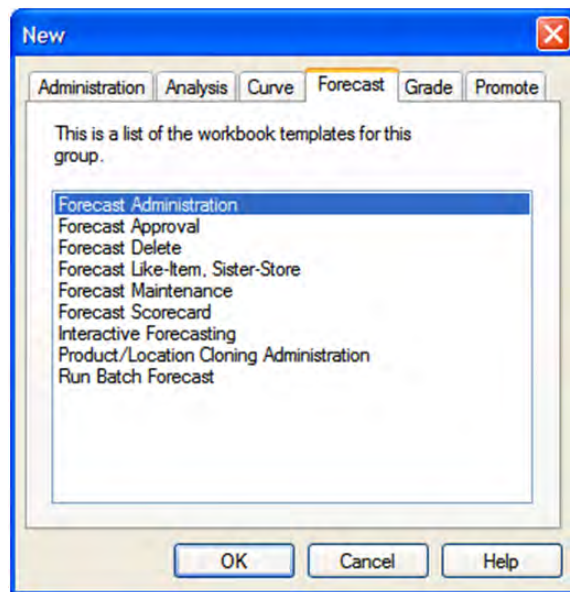 New
Administration Analysis Curve Forecast Grade Promote
This is a list of the workbook templates for this
group.
Forecast Administration
Forecast Approval
Forecast Delete
Forecast Like-Item, Sister-Store
Forecast Maintenance
Forecast Scorecard
Interactive Forecasting
Product/Location Cloning Administration
Run Batch Forecast
OK Cancel Help